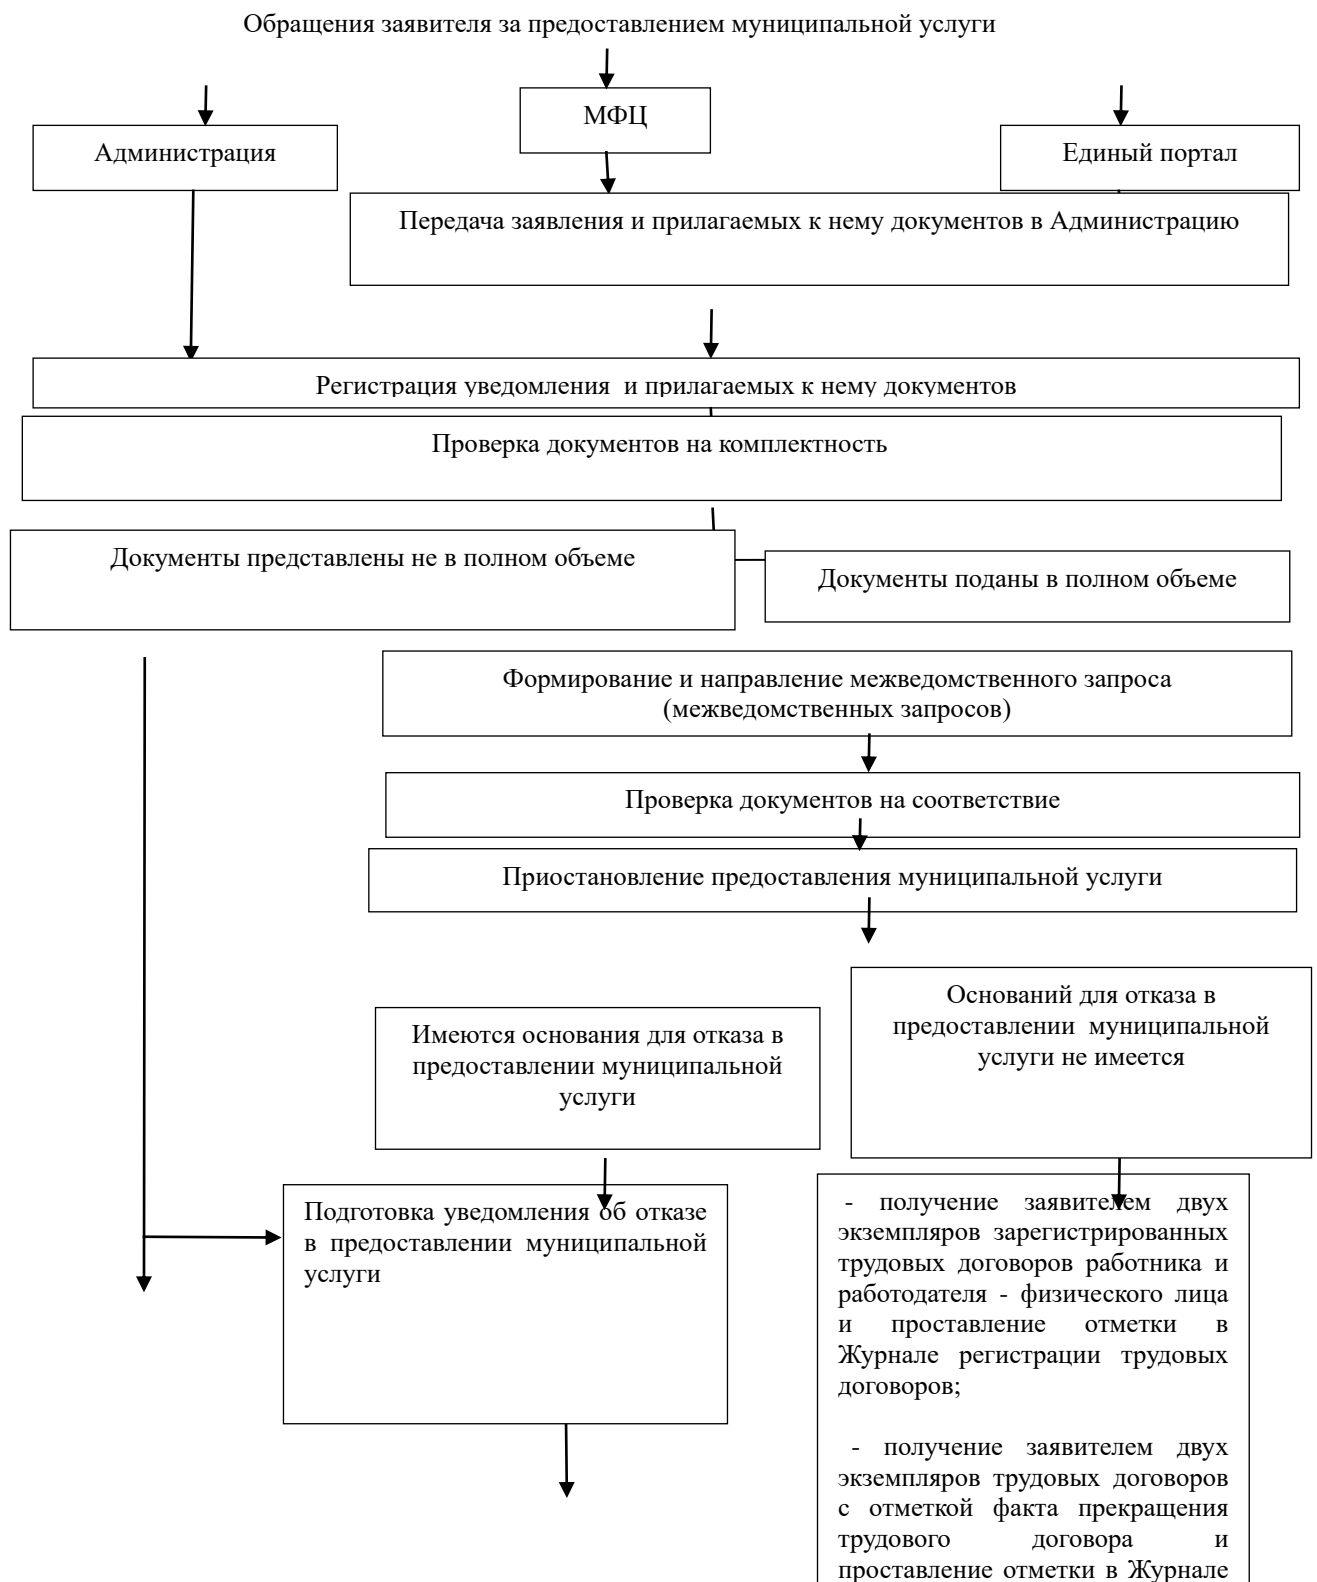 Обращения заявителя за предоставлением муниципальной услуги
МФЦ
Администрация
Единый портал
Передача заявления и прилагаемых к нему документов в Администрацию
Регистрация уведомления и прилагаемых к нему документов
Проверка документов на комплектность
Документы представлены не в полном объеме
Документы поданы в полном объеме
Формирование и направление межведомственного запроса
(межведомственных запросов)
Проверка документов на соответствие
Приостановление предоставления муниципальной услуги
Имеются основания для отказа в
предоставлении муниципальной
услуги
Оснований для отказа в
предоставлении муниципальной
услуги не имеется
Подготовка уведомления об отказе
в предоставлении муниципальной
услуги
- получение заявителем двух
экземпляров зарегистрированных
трудовых договоров работника и
работодателя - физического лица
и проставление отметки в
Журнале регистрации трудовых
договоров;
- получение заявителем двух
экземпляров трудовых договоров
с отметкой факта прекращения
трудового договора и
проставление отметки в Журнале